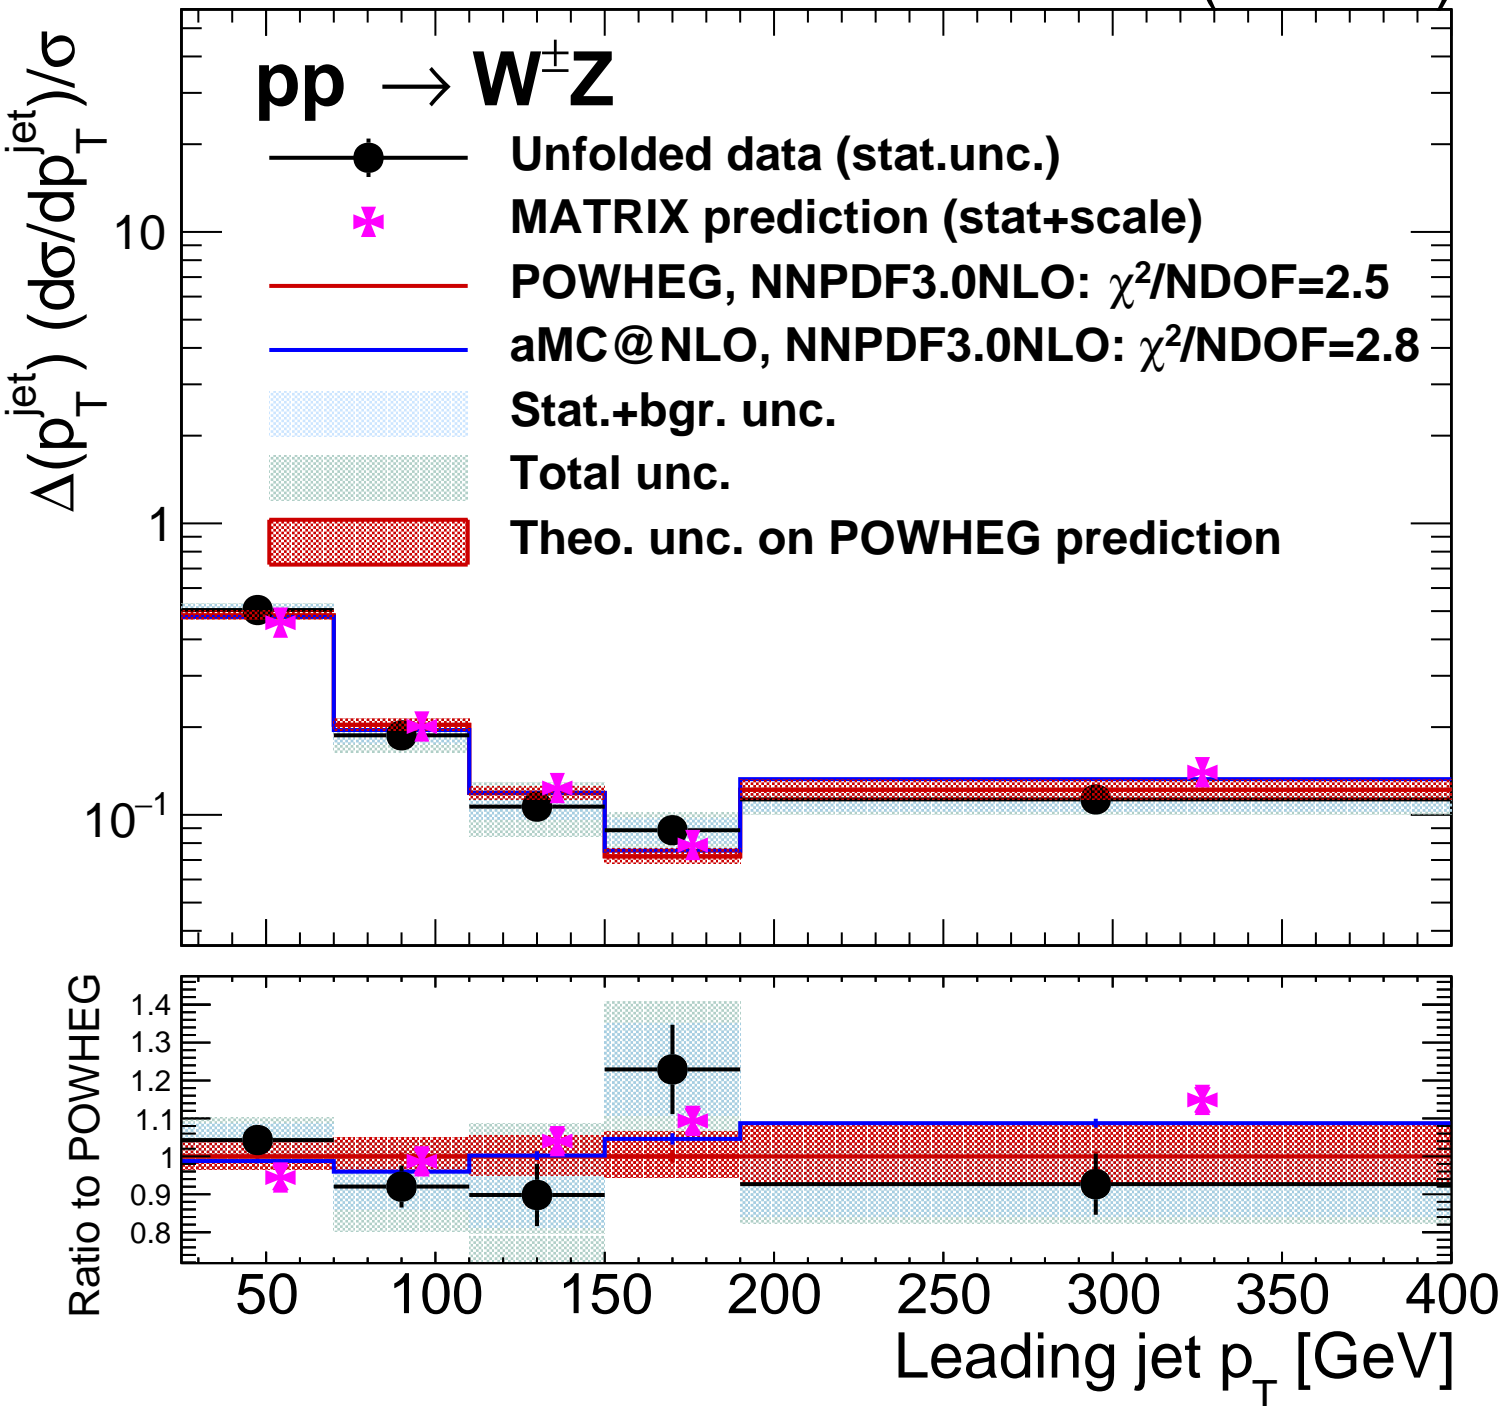 pp → W±Z
Unfolded data (stat.unc.)
MATRIX prediction (stat+scale)
POWHEG, NNPDF3.0NLO: χ²/NDOF=2.5
aMC@NLO, NNPDF3.0NLO: χ²/NDOF=2.8
Stat.+bgr. unc.
Total unc.
Theo. unc. on POWHEG prediction
Δ(p_T^jet) (dσ/dp_T^jet)/σ
10
1
10⁻¹
Ratio to POWHEG
1.4
1.3
1.2
1.1
1
0.9
0.8
50 100 150 200 250 300 350 400
Leading jet p_T [GeV]